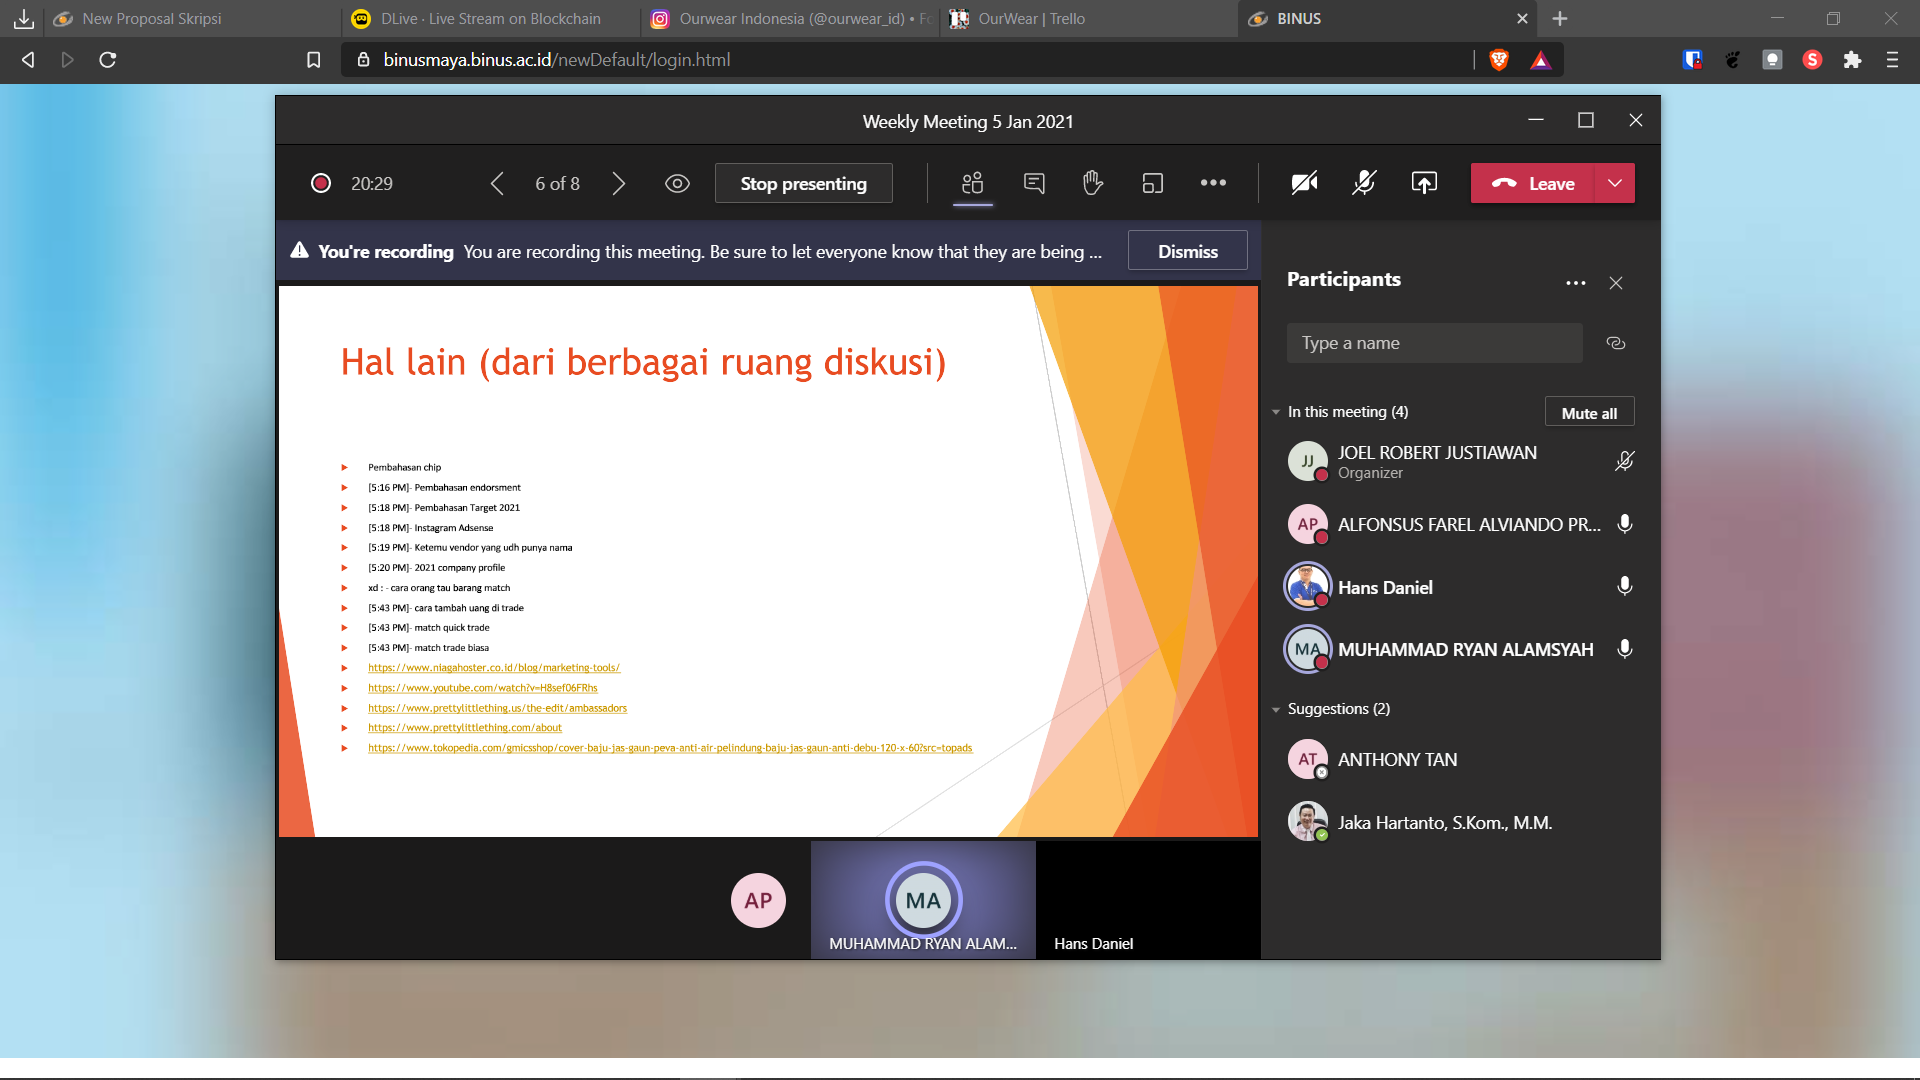 New Proposal Skripsi
DLive · Live Stream on Blockchain
Ourwear Indonesia (@ourwear_id) • Fo
OurWear | Trello
BINUS
binusmaya.binus.ac.id/newDefault/login.html
Weekly Meeting 5 Jan 2021
20:29
6 of 8
Stop presenting
Leave
You're recording You are recording this meeting. Be sure to let everyone know that they are being ...
Dismiss
Hal lain (dari berbagai ruang diskusi)
Pembahasan chip
[5:16 PM]- Pembahasan endorsment
[5:18 PM]- Pembahasan Target 2021
[5:18 PM]- Instagram Adsense
[5:19 PM]- Ketemu vendor yang udh punya nama
[5:20 PM]- 2021 company profile
xd : - cara orang tau barang match
[5:43 PM]- cara tambah uang di trade
[5:43 PM]- match quick trade
[5:43 PM]- match trade biasa
https://www.niagahoster.co.id/blog/marketing-tools/
https://www.youtube.com/watch?v=H8sef06FRhs
https://www.prettylittlething.us/the-edit/ambassadors
https://www.prettylittlething.com/about
https://www.tokopedia.com/gmicsshop/cover-baju-jas-gaun-peva-anti-air-pelindung-baju-jas-gaun-anti-debu-120-x-60?src=topads
AP
MA
MUHAMMAD RYAN ALAM...
Hans Daniel
Participants
Type a name
In this meeting (4)
Mute all
JJ
JOEL ROBERT JUSTIAWAN
Organizer
AP
ALFONSUS FAREL ALVIANDO PR...
Hans Daniel
MA
MUHAMMAD RYAN ALAMSYAH
Suggestions (2)
AT
ANTHONY TAN
Jaka Hartanto, S.Kom., M.M.
S